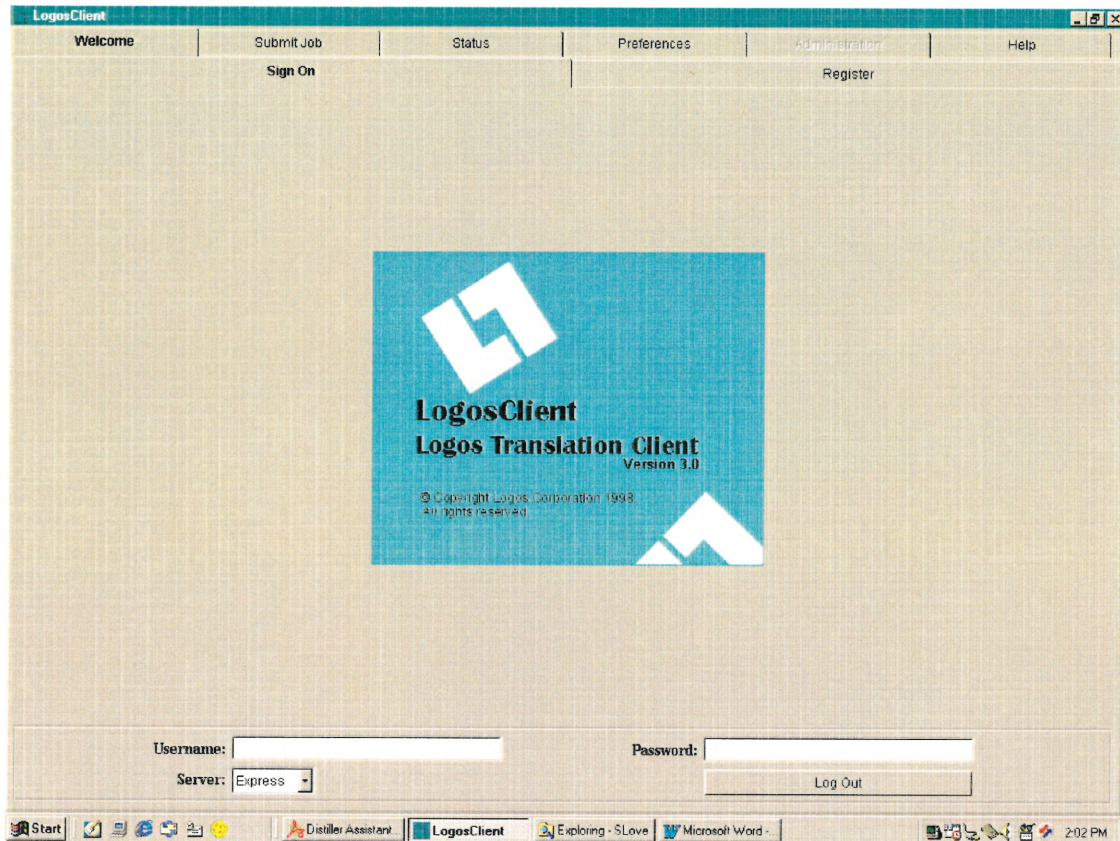 LogosClient
Welcome Submit Job Status Preferences Administration Help
Sign On Register
LogosClient
Logos Translation Client
Version 3.0
© Copyright Logos Corporation 1998
All rights reserved.
Username: Password:
Server: Express Log Out
Start Distiller Assistant... LogosClient Exploring - SLove Microsoft Word -... 2:02 PM